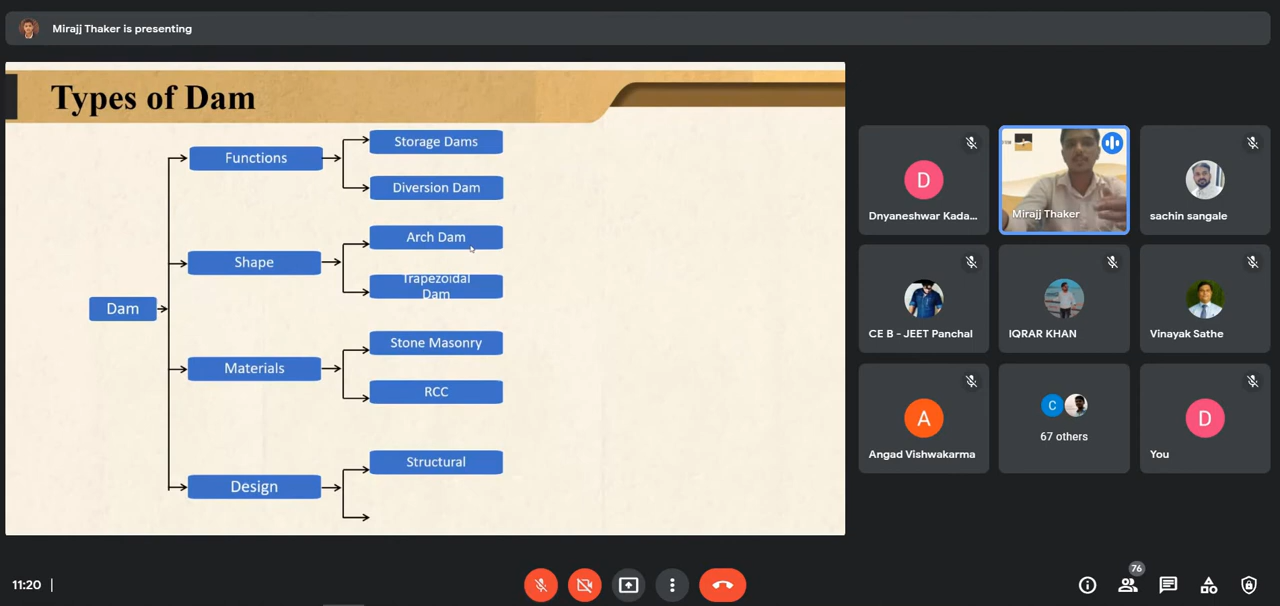 Mirajj Thaker is presenting
Types of Dam
Dam
Functions
Storage Dams
Diversion Dam
Shape
Arch Dam
Trapezoidal
Dam
Materials
Stone Masonry
RCC
Design
Structural
D
Dnyaneshwar Kada...
Mirajj Thaker
sachin sangale
CE B - JEET Panchal
IQRAR KHAN
Vinayak Sathe
A
Angad Vishwakarma
C
67 others
D
You
11:20
76